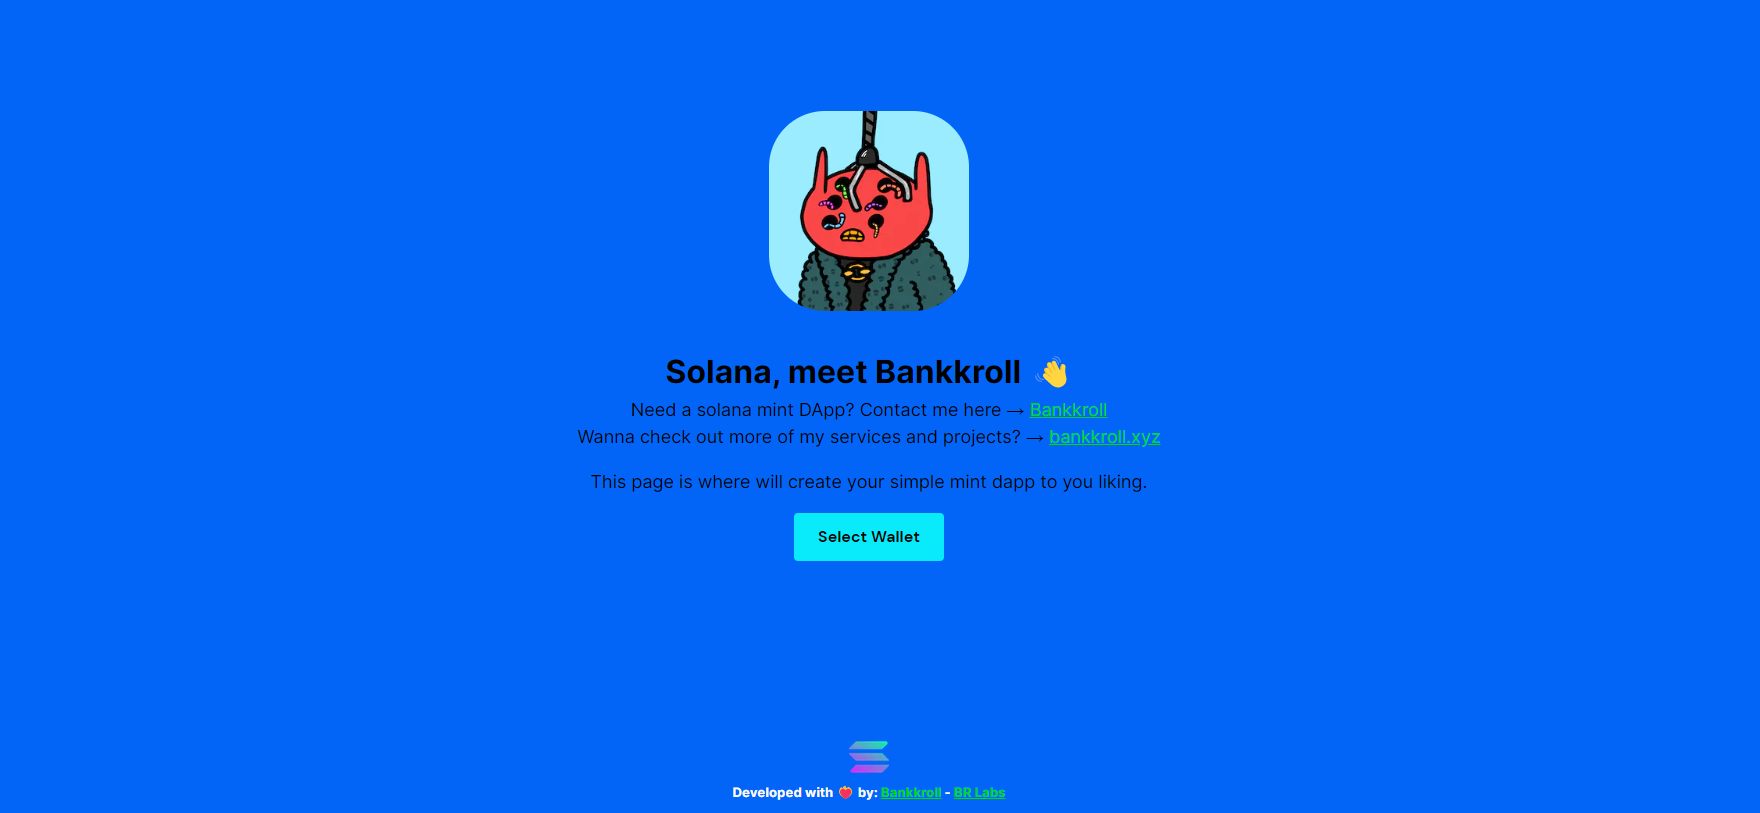 Solana, meet Bankkroll 👋
Need a solana mint DApp? Contact me here → Bankkroll
Wanna check out more of my services and projects? → bankkroll.xyz
This page is where will create your simple mint dapp to you liking.
Select Wallet
Developed with ❤️ by: Bankkroll - BR Labs